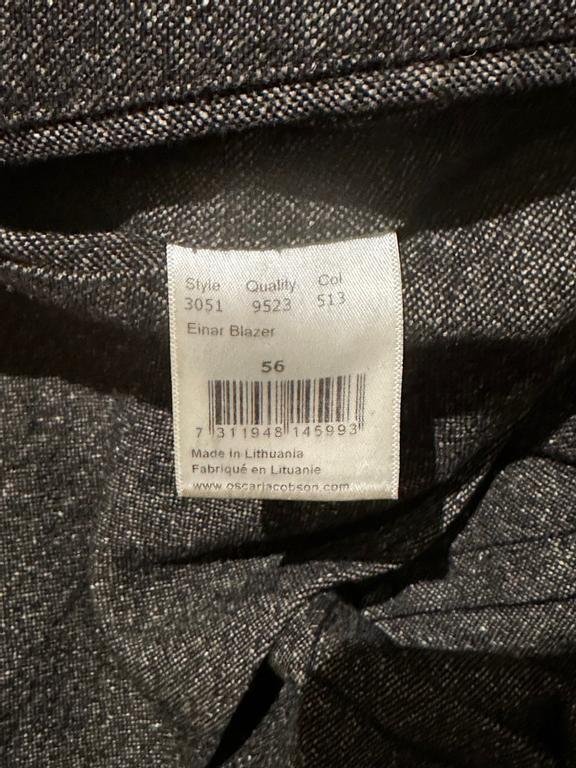 Style Quality Col
3051 9523 513
Einar Blazer
56
7 311948 145993
Made in Lithuania
Fabriqué en Lituanie
www.oscarjacobson.com